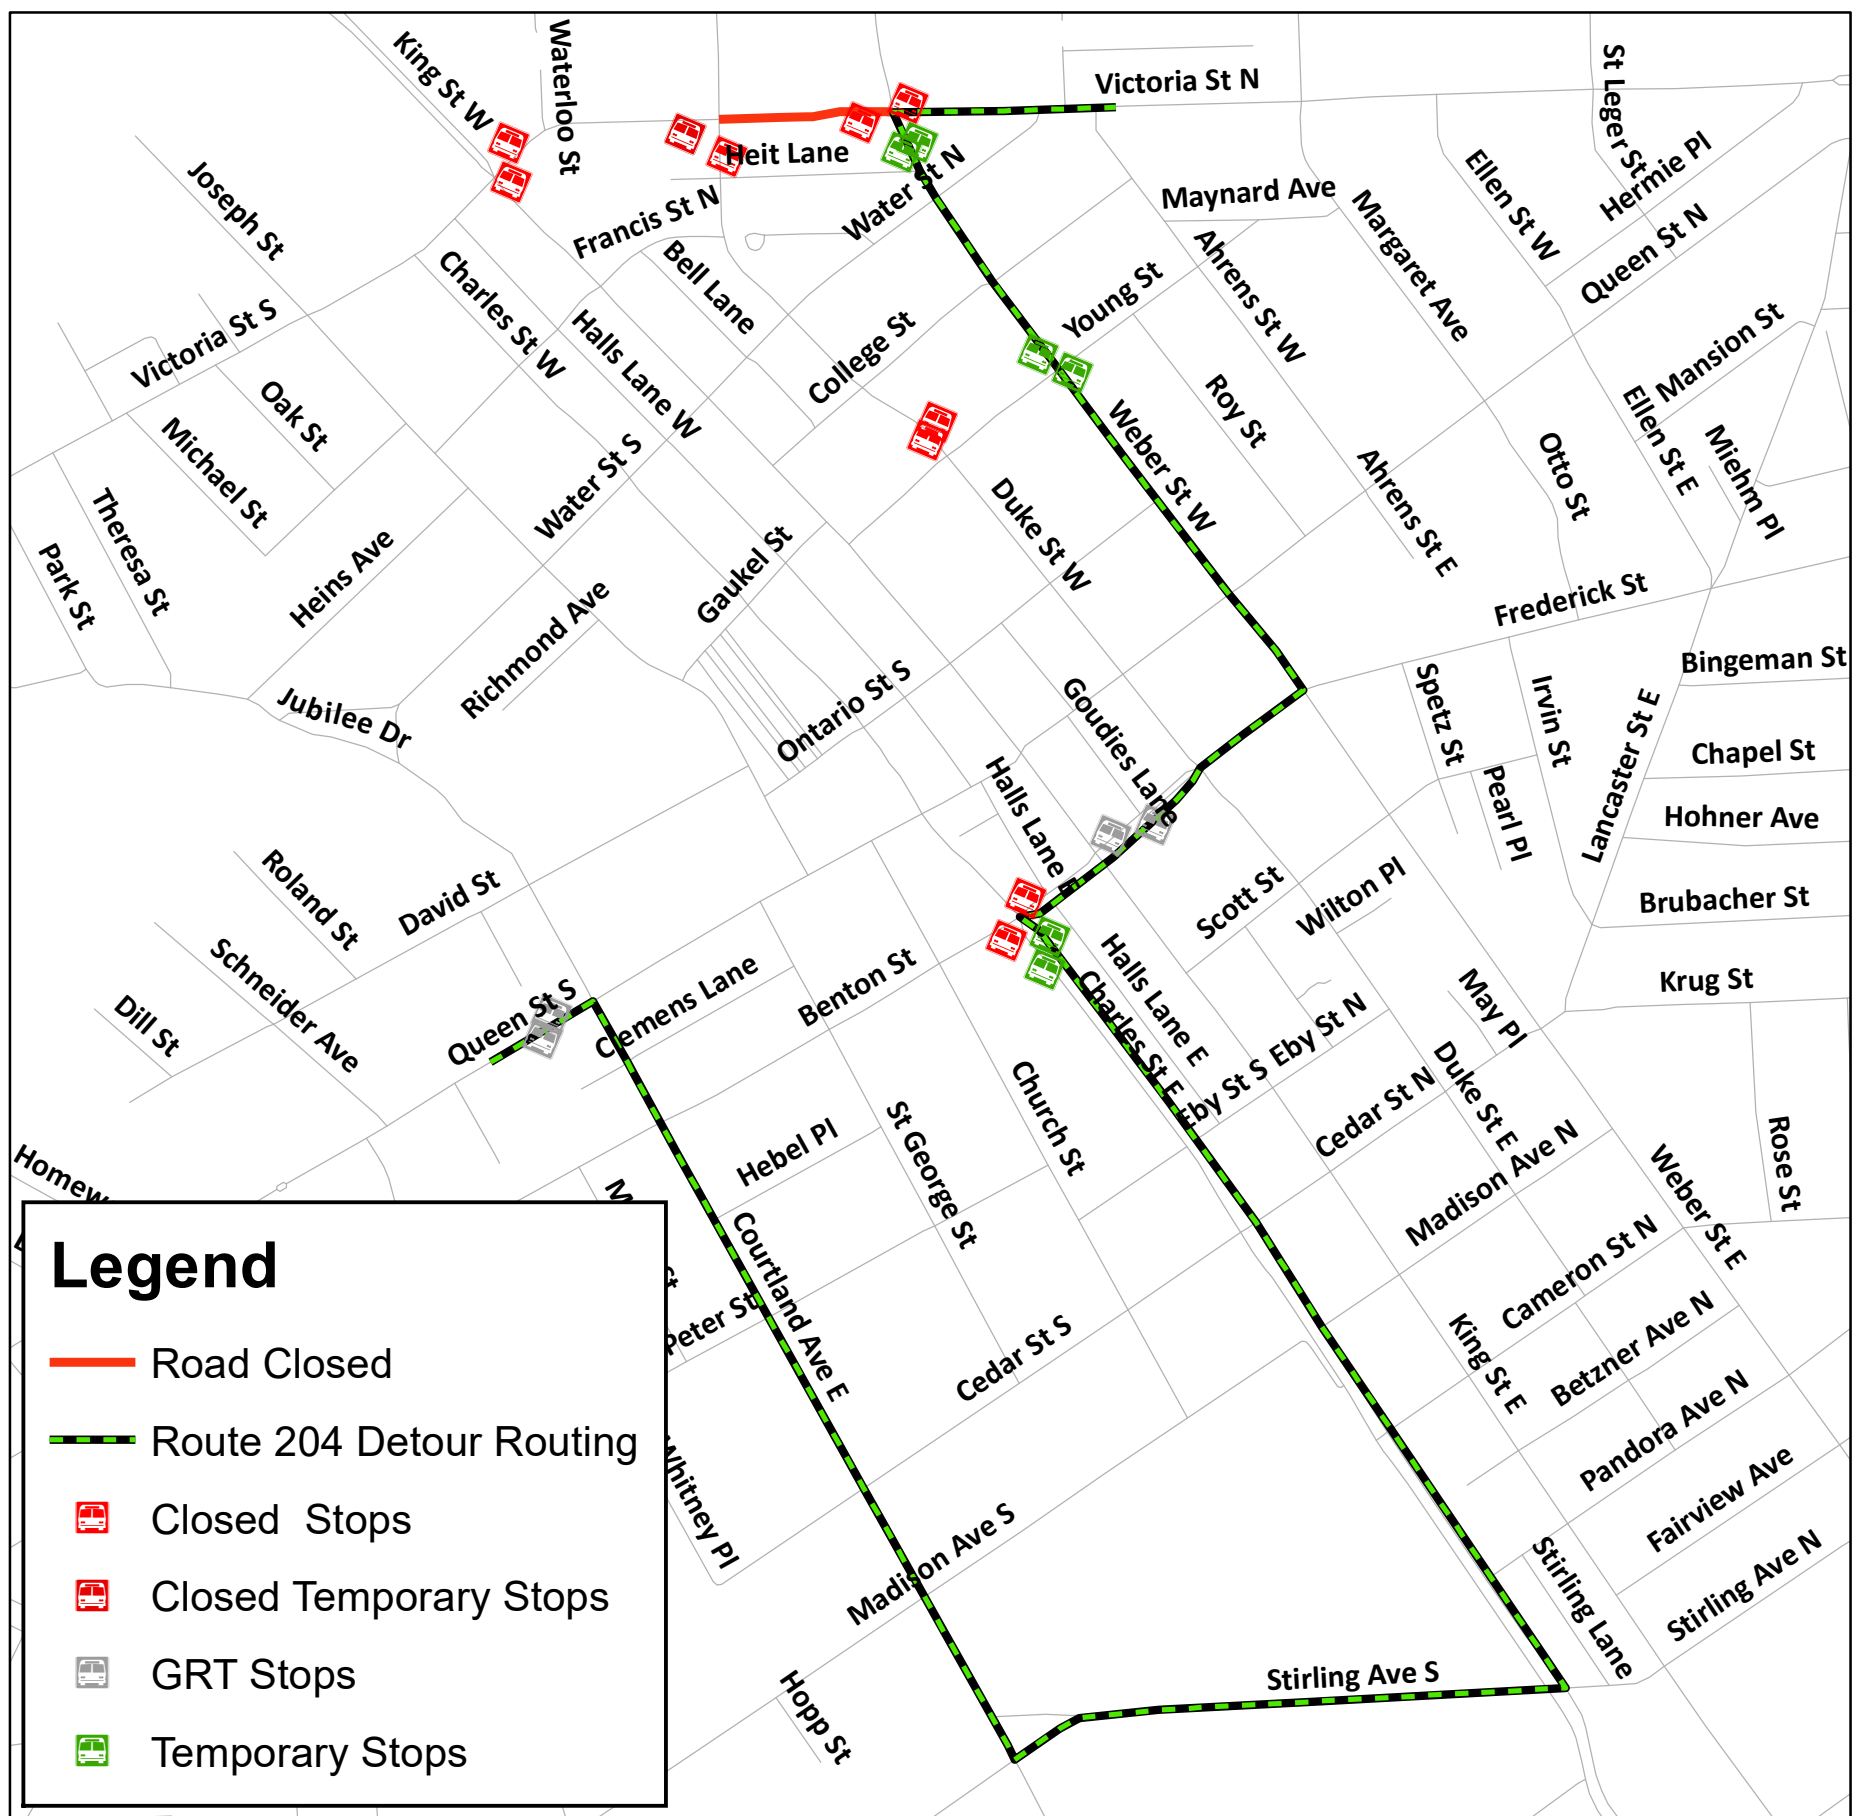 King St W
Waterloo St
Victoria St N
St Leger St
Heit Lane
Water St N
Hermie Pl
Joseph St
Francis St N
Maynard Ave
Ellen St W
Margaret Ave
Queen St N
Bell Lane
Charles St W
Ahrens St W
Young St
Victoria St S
Halls Lane W
College St
Mansion St
Oak St
Roy St
Ellen St E
Michael St
Weber St W
Miehm Pl
Otto St
Water St S
Ahrens St E
Theresa St
Duke St W
Park St
Heins Ave
Gaukel St
Frederick St
Richmond Ave
Bingeman St
Jubilee Dr
Ontario St S
Goudies Lane
Spetz St
Irvin St
Lancaster St E
Chapel St
Halls Lane
Pearl Pl
Hohner Ave
Roland St
David St
Scott St
Wilton Pl
Brubacher St
Schneider Ave
Clemens Lane
Benton St
Halls Lane E
Krug St
Dill St
Queen St S
Charles St E
Eby St N
May Pl
Eby St S
Duke St E
Cedar St N
Church St
Hebel Pl
St George St
Madison Ave N
Rose St
Weber St E
Homew
Courtland Ave E
Cameron St N
Peter St
Cedar St S
King St E
Betzner Ave N
Pandora Ave N
Whitney Pl
Fairview Ave
Madison Ave S
Stirling Lane
Stirling Ave N
Stirling Ave S
Hopp St
Legend
Road Closed
Route 204 Detour Routing
Closed  Stops
Closed Temporary Stops
GRT Stops
Temporary Stops